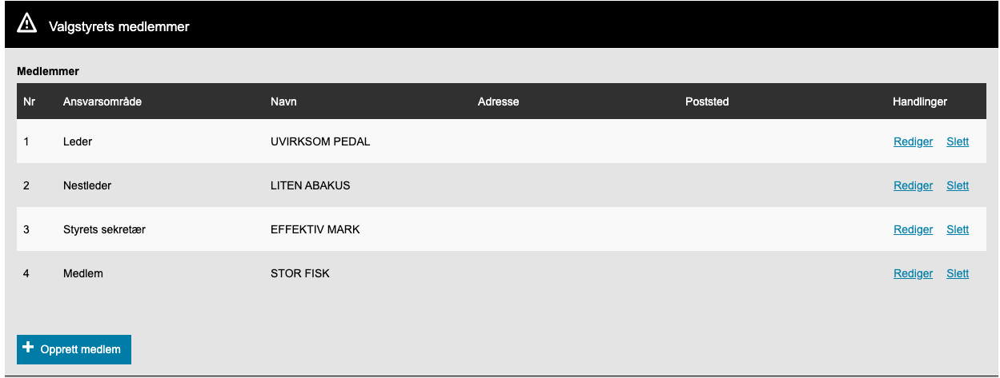 Valgstyrets medlemmer
Medlemmer
Nr Ansvarsområde Navn Adresse Poststed Handlinger
1 Leder UVIRKSOM PEDAL Rediger Slett
2 Nestleder LITEN ABAKUS Rediger Slett
3 Styrets sekretær EFFEKTIV MARK Rediger Slett
4 Medlem STOR FISK Rediger Slett
Opprett medlem